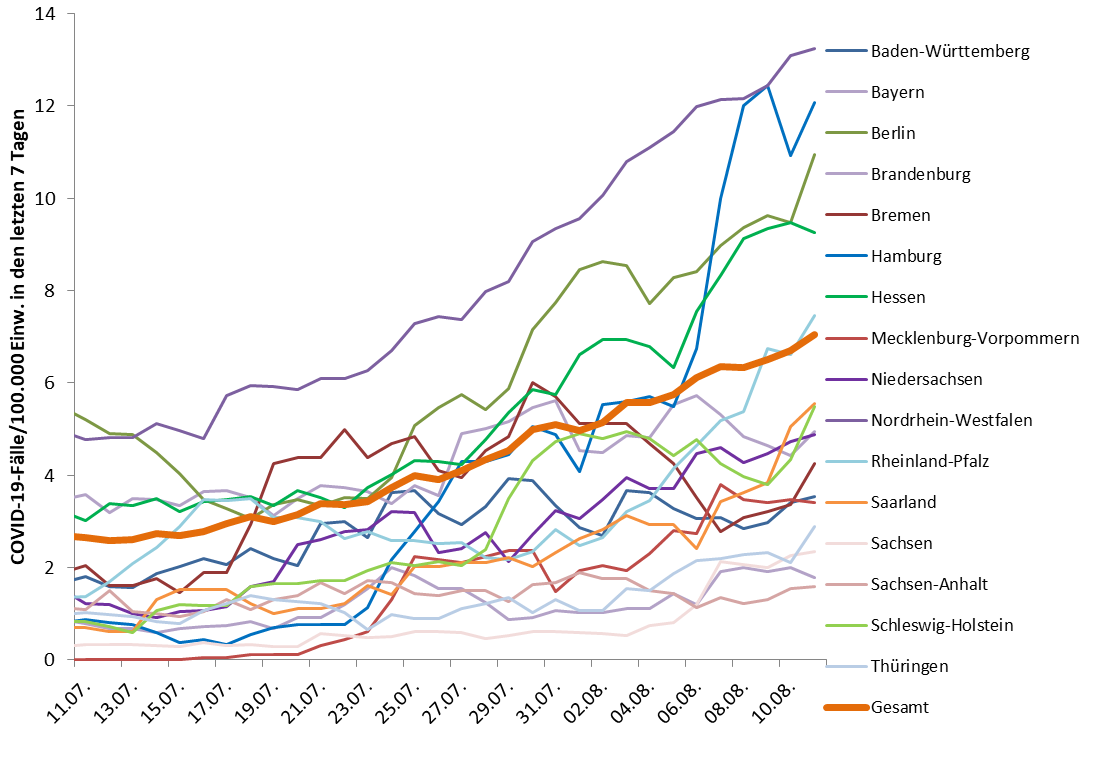 COVID-19-Fälle/100.000 Einw. in den letzten 7 Tagen
14
12
10
8
6
4
2
0
11.07.
13.07.
15.07.
17.07.
19.07.
21.07.
23.07.
25.07.
27.07.
29.07.
31.07.
02.08.
04.08.
06.08.
08.08.
10.08.
Baden-Württemberg
Bayern
Berlin
Brandenburg
Bremen
Hamburg
Hessen
Mecklenburg-Vorpommern
Niedersachsen
Nordrhein-Westfalen
Rheinland-Pfalz
Saarland
Sachsen
Sachsen-Anhalt
Schleswig-Holstein
Thüringen
Gesamt